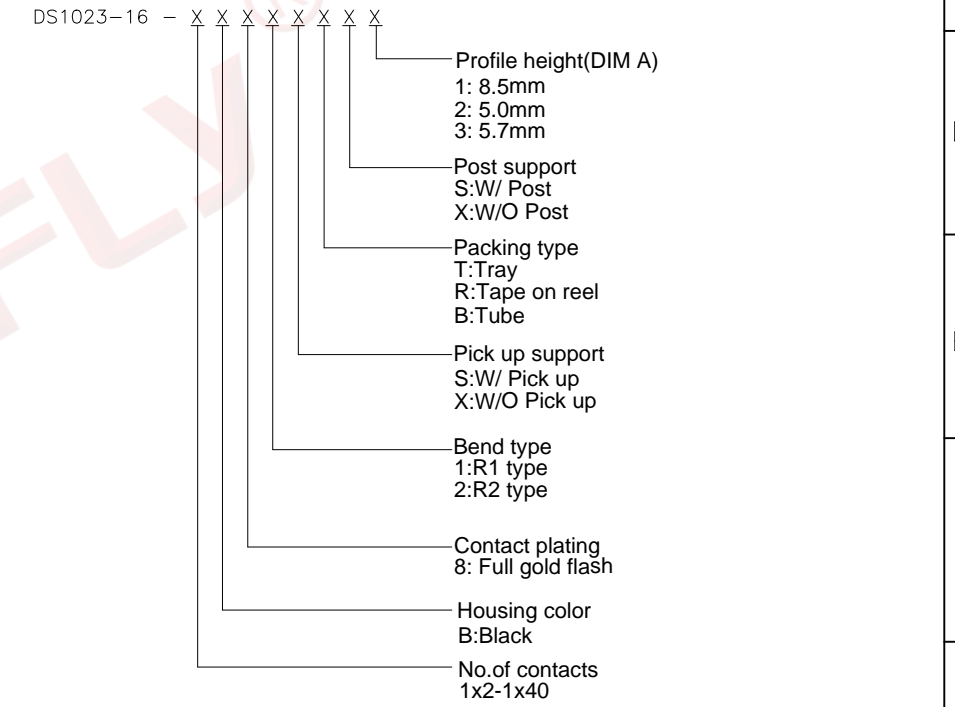 DS1023-16 - X X X X X X X X
Profile height(DIM A)
1: 8.5mm
2: 5.0mm
3: 5.7mm
Post support
S:W/ Post
X:W/O Post
Packing type
T:Tray
R:Tape on reel
B:Tube
Pick up support
S:W/ Pick up
X:W/O Pick up
Bend type
1:R1 type
2:R2 type
Contact plating
8: Full gold flash
Housing color
B:Black
No.of contacts
1x2-1x40
FLY
®